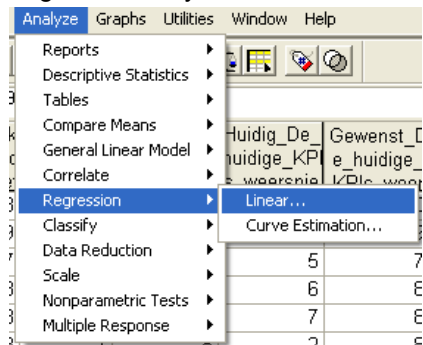 Analyze Graphs Utilities Window Help
Reports
Descriptive Statistics
Tables
Compare Means
General Linear Model
Correlate
Regression
Classify
Data Reduction
Scale
Nonparametric Tests
Multiple Response
Linear...
Curve Estimation...
Huidig_De_ Gewenst_D
huidige_KPI e_huidige_
5 7
6 8
7 8